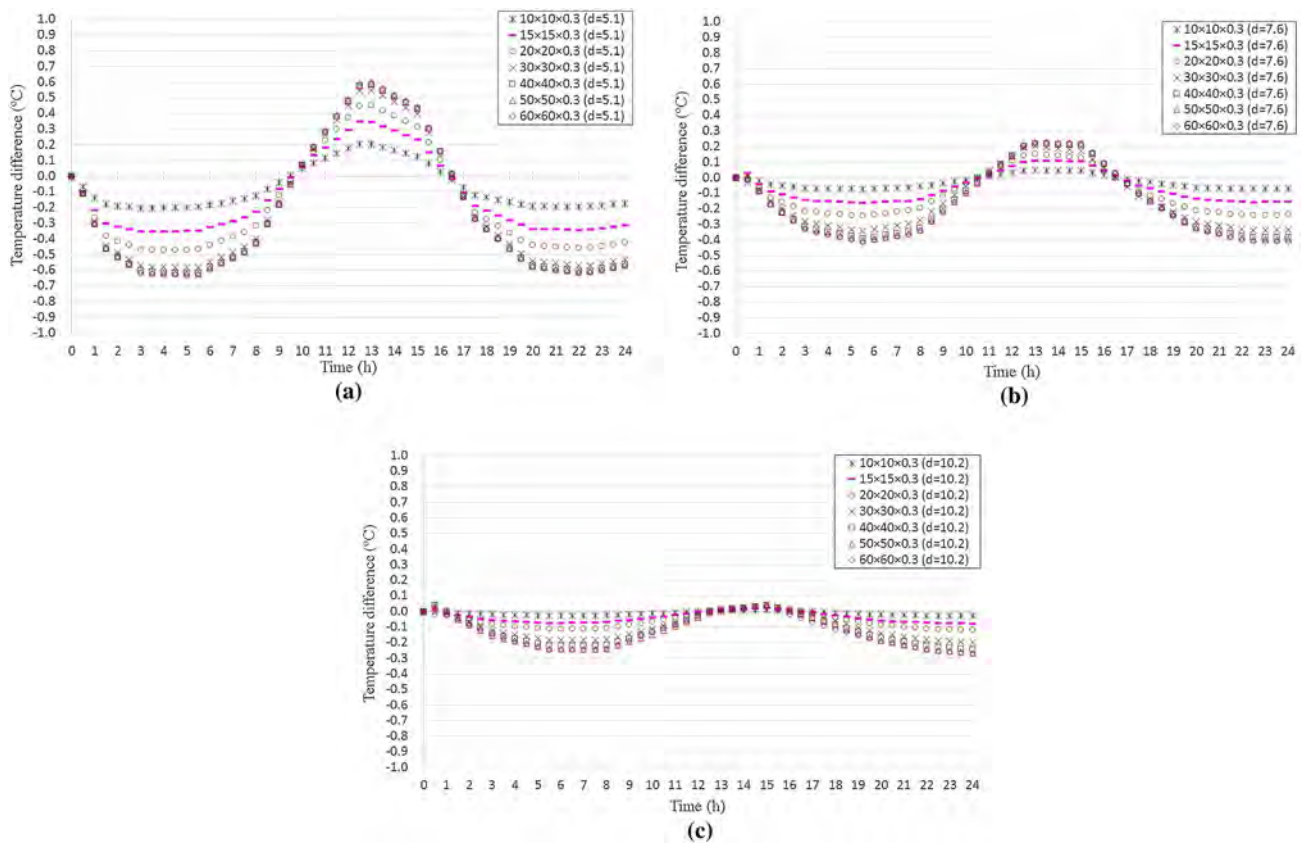 1.0
0.9
0.8
0.7
0.6
0.5
0.4
0.3
0.2
0.1
-0.0
-0.1
-0.2
-0.3
-0.4
-0.5
-0.6
-0.7
-0.8
-0.9
-1.0
Temperature difference (°C)
10×10×0.3 (d=5.1)
15×15×0.3 (d=5.1)
20×20×0.3 (d=5.1)
30×30×0.3 (d=5.1)
40×40×0.3 (d=5.1)
50×50×0.3 (d=5.1)
60×60×0.3 (d=5.1)
0 1 2 3 4 5 6 7 8 9 10 11 12 13 14 15 16 17 18 19 20 21 22 23 24
Time (h)
(a)
1.0
0.9
0.8
0.7
0.6
0.5
0.4
0.3
0.2
0.1
0.0
-0.1
-0.2
-0.3
-0.4
-0.5
-0.6
-0.7
-0.8
-0.9
-1.0
Temperature difference (°C)
10×10×0.3 (d=7.6)
15×15×0.3 (d=7.6)
20×20×0.3 (d=7.6)
30×30×0.3 (d=7.6)
40×40×0.3 (d=7.6)
50×50×0.3 (d=7.6)
60×60×0.3 (d=7.6)
0 1 2 3 4 5 6 7 8 9 10 11 12 13 14 15 16 17 18 19 20 21 22 23 24
Time (h)
(b)
1.0
0.9
0.8
0.7
0.6
0.5
0.4
0.3
0.2
0.1
0.0
-0.1
-0.2
-0.3
-0.4
-0.5
-0.6
-0.7
-0.8
-0.9
-1.0
Temperature difference (°C)
10×10×0.3 (d=10.2)
15×15×0.3 (d=10.2)
20×20×0.3 (d=10.2)
30×30×0.3 (d=10.2)
40×40×0.3 (d=10.2)
50×50×0.3 (d=10.2)
60×60×0.3 (d=10.2)
0 1 2 3 4 5 6 7 8 9 10 11 12 13 14 15 16 17 18 19 20 21 22 23 24
Time (h)
(c)